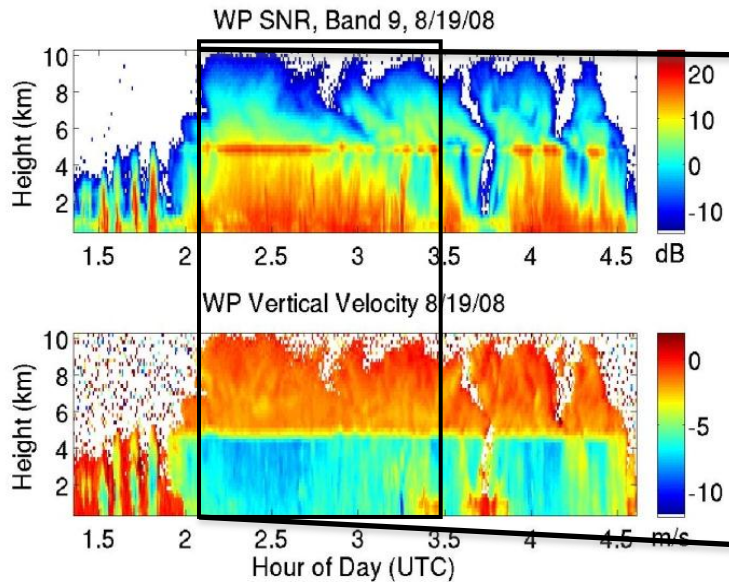 WP SNR, Band 9, 8/19/08
Height (km)
10
8
6
4
2
1.5 2 2.5 3 3.5 4 4.5
20
10
0
-10
dB
WP Vertical Velocity 8/19/08
Height (km)
10
8
6
4
2
1.5 2 2.5 3 3.5 4 4.5
0
-5
-10
m/s
Hour of Day (UTC)